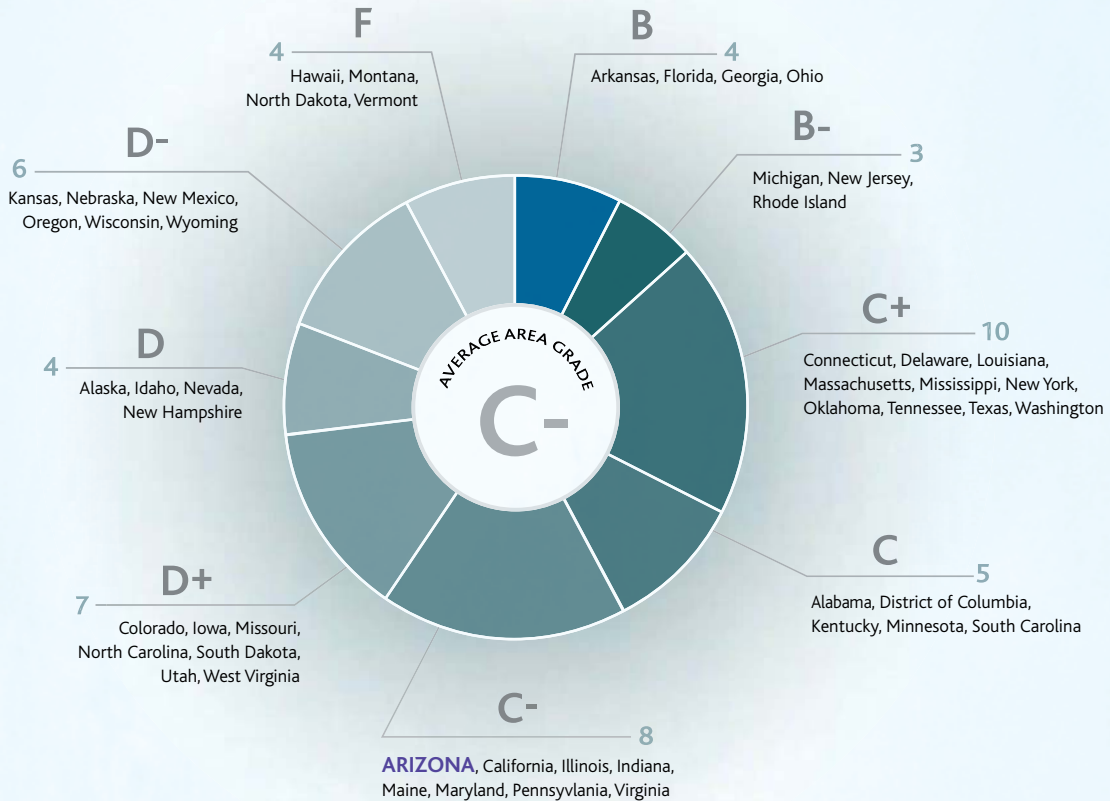 F
4
Hawaii, Montana,
North Dakota, Vermont
B
4
Arkansas, Florida, Georgia, Ohio
B-
3
Michigan, New Jersey,
Rhode Island
D-
6
Kansas, Nebraska, New Mexico,
Oregon, Wisconsin, Wyoming
C+
10
Connecticut, Delaware, Louisiana,
Massachusetts, Mississippi, New York,
Oklahoma, Tennessee, Texas, Washington
D
4
Alaska, Idaho, Nevada,
New Hampshire
AVERAGE AREA GRADE
C-
C
5
Alabama, District of Columbia,
Kentucky, Minnesota, South Carolina
D+
7
Colorado, Iowa, Missouri,
North Carolina, South Dakota,
Utah, West Virginia
C-
8
ARIZONA, California, Illinois, Indiana,
Maine, Maryland, Pennsyvlania, Virginia